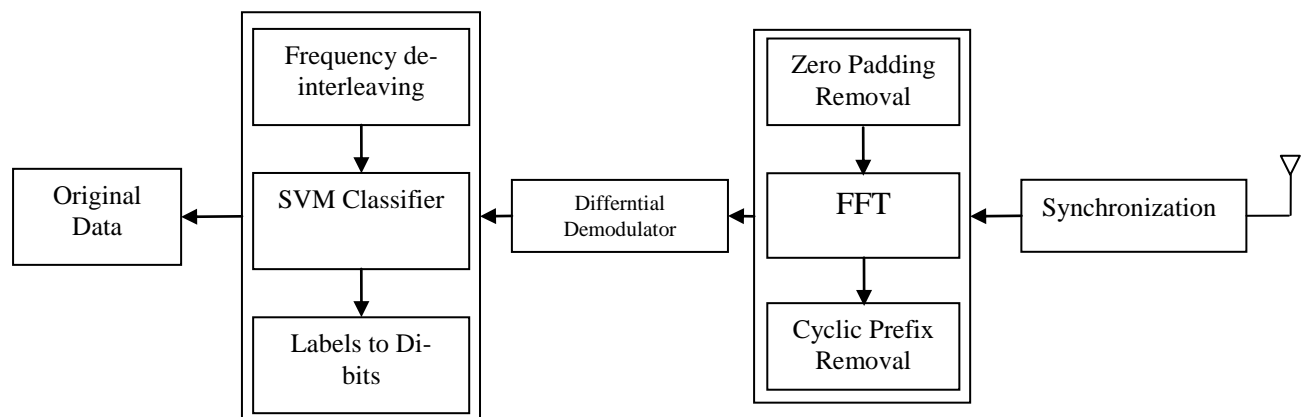 Frequency de-
interleaving
Zero Padding
Removal
Original
Data
SVM Classifier
Differntial
Demodulator
FFT
Synchronization
Labels to Di-
bits
Cyclic Prefix
Removal